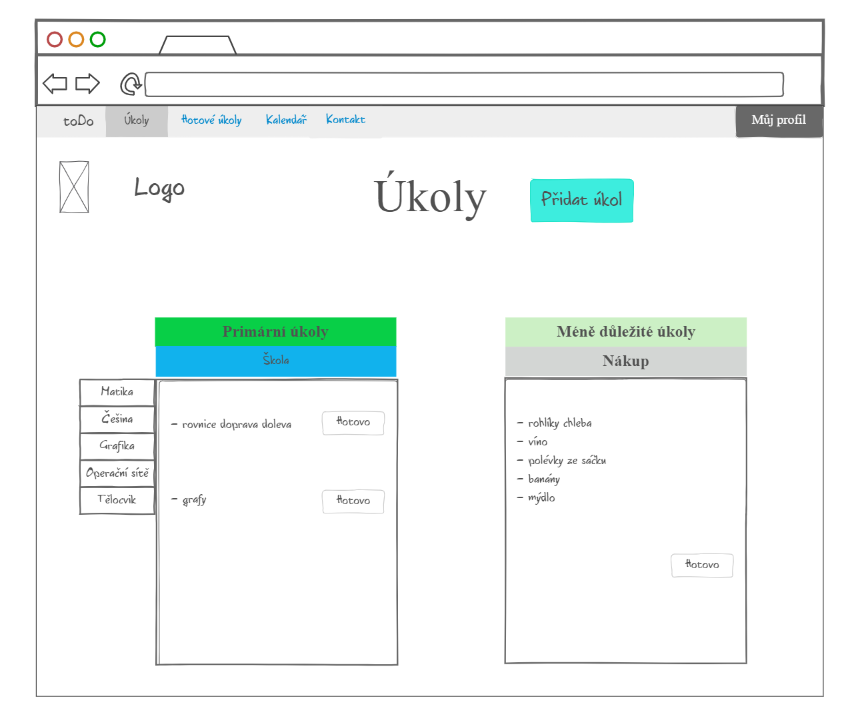 toDo Úkoly Hotové úkoly Kalendář Kontakt Můj profil
Logo
Úkoly
Přidat úkol
Primární úkoly
Škola
Matika
Čeěina
Grafika
Operační sítě
Tělocvik
- rovnice doprava doleva Hotovo
- grafy Hotovo
Méně důležité úkoly
Nákup
- rohlíky chleba
- víno
- polévky ze sáčku
- banány
- mýdlo
Hotovo